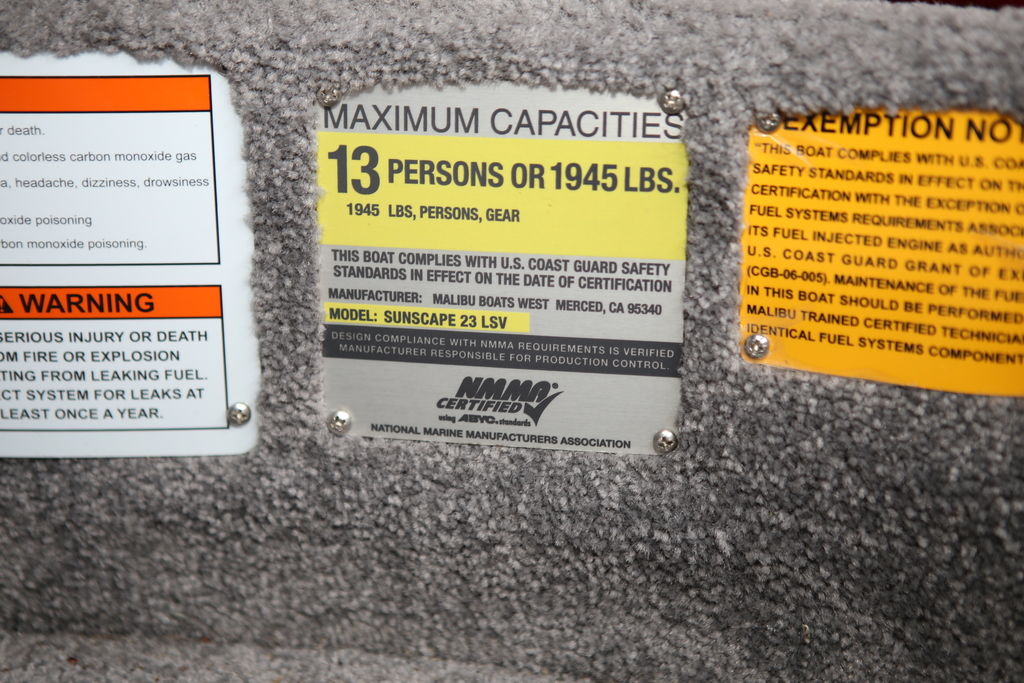 r death.
d colorless carbon monoxide gas
a, headache, dizziness, drowsiness
oxide poisoning
bon monoxide poisoning.
WARNING
SERIOUS INJURY OR DEATH
OM FIRE OR EXPLOSION
TING FROM LEAKING FUEL.
ECT SYSTEM FOR LEAKS AT
LEAST ONCE A YEAR.
MAXIMUM CAPACITIES
13 PERSONS OR 1945 LBS.
1945 LBS, PERSONS, GEAR
THIS BOAT COMPLIES WITH U.S. COAST GUARD SAFETY
STANDARDS IN EFFECT ON THE DATE OF CERTIFICATION
MANUFACTURER: MALIBU BOATS WEST MERCED, CA 95340
MODEL: SUNSCAPE 23 LSV
DESIGN COMPLIANCE WITH NMMA REQUIREMENTS IS VERIFIED
MANUFACTURER RESPONSIBLE FOR PRODUCTION CONTROL.
NMMA
CERTIFIED
using ABYC standards
NATIONAL MARINE MANUFACTURERS ASSOCIATION
EXEMPTION NOT
"THIS BOAT COMPLIES WITH U.S. COA
SAFETY STANDARDS IN EFFECT ON TH
CERTIFICATION WITH THE EXCEPTION O
FUEL SYSTEMS REQUIREMENTS ASSOCI
ITS FUEL INJECTED ENGINE AS AUTHO
U.S. COAST GUARD GRANT OF EXE
(CGB-06-005). MAINTENANCE OF THE FUE
IN THIS BOAT SHOULD BE PERFORMED
MALIBU TRAINED CERTIFIED TECHNICIA
IDENTICAL FUEL SYSTEMS COMPONENT